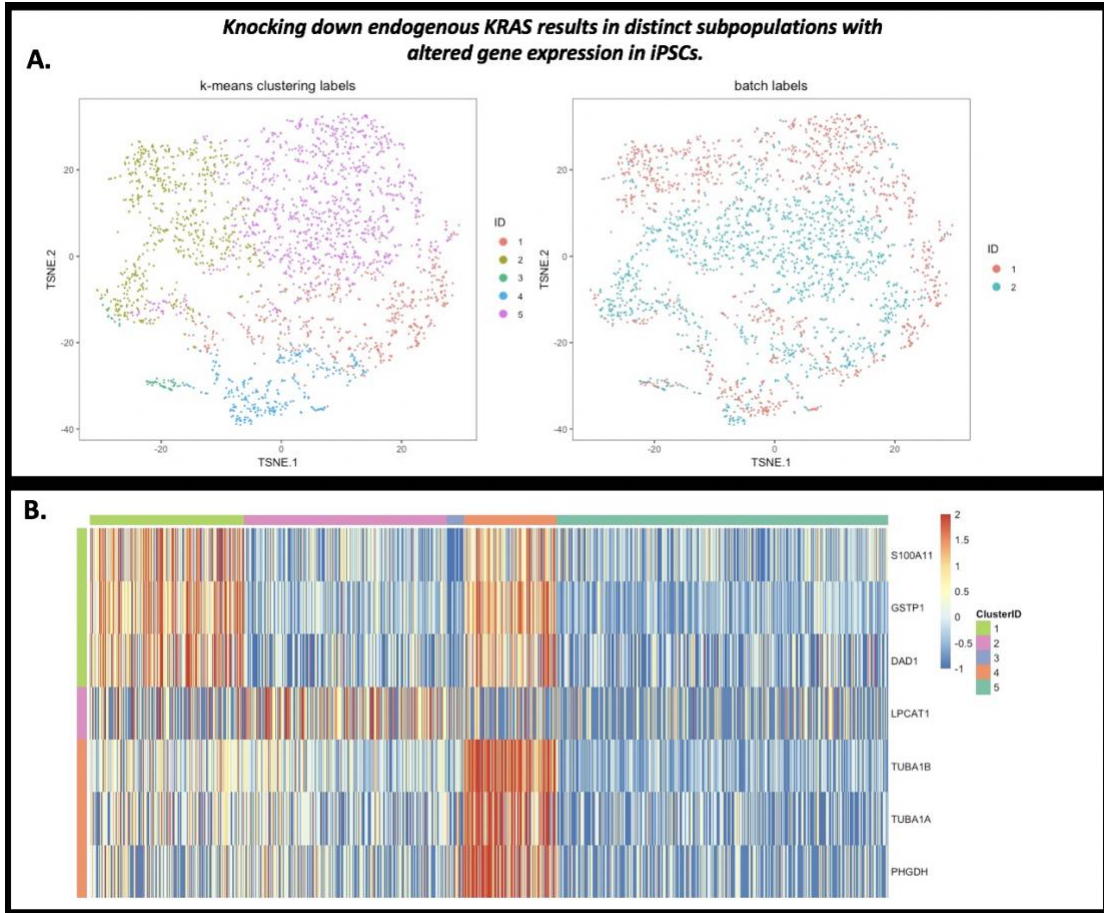 Knocking down endogenous KRAS results in distinct subpopulations with
altered gene expression in iPSCs.
A.
k-means clustering labels
20
0
-20
-40
TSNE.2
-20
0
20
TSNE.1
ID
1
2
3
4
5
batch labels
20
0
-20
-40
TSNE.2
-20
0
20
TSNE.1
ID
1
2
B.
S100A11
GSTP1
DAD1
LPCAT1
TUBA1B
TUBA1A
PHGDH
2
1.5
1
0.5
0
-0.5
-1
ClusterID
1
2
3
4
5